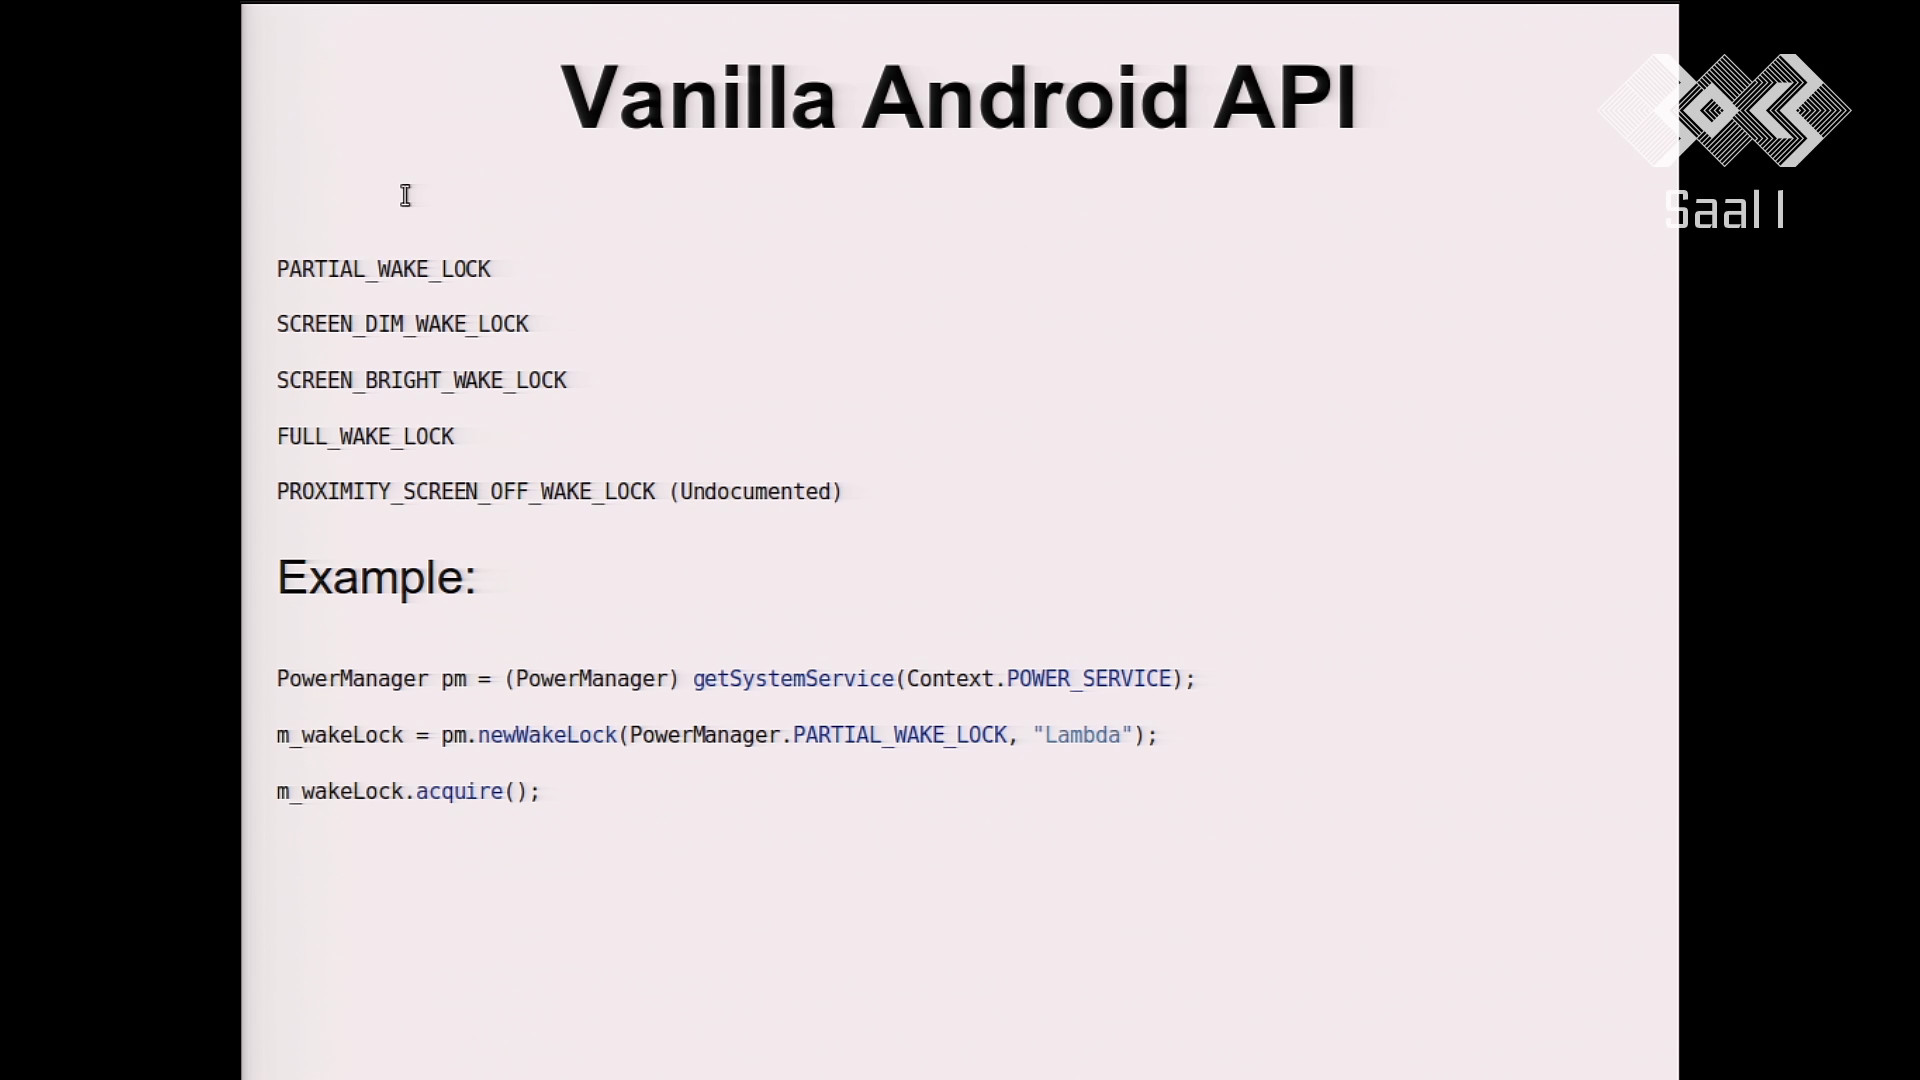 Vanilla Android API
Saal 1
PARTIAL_WAKE_LOCK
SCREEN_DIM_WAKE_LOCK
SCREEN_BRIGHT_WAKE_LOCK
FULL_WAKE_LOCK
PROXIMITY_SCREEN_OFF_WAKE_LOCK (Undocumented)
Example:
PowerManager pm = (PowerManager) getSystemService(Context.POWER_SERVICE);
m_wakeLock = pm.newWakeLock(PowerManager.PARTIAL_WAKE_LOCK, "Lambda");
m_wakeLock.acquire();